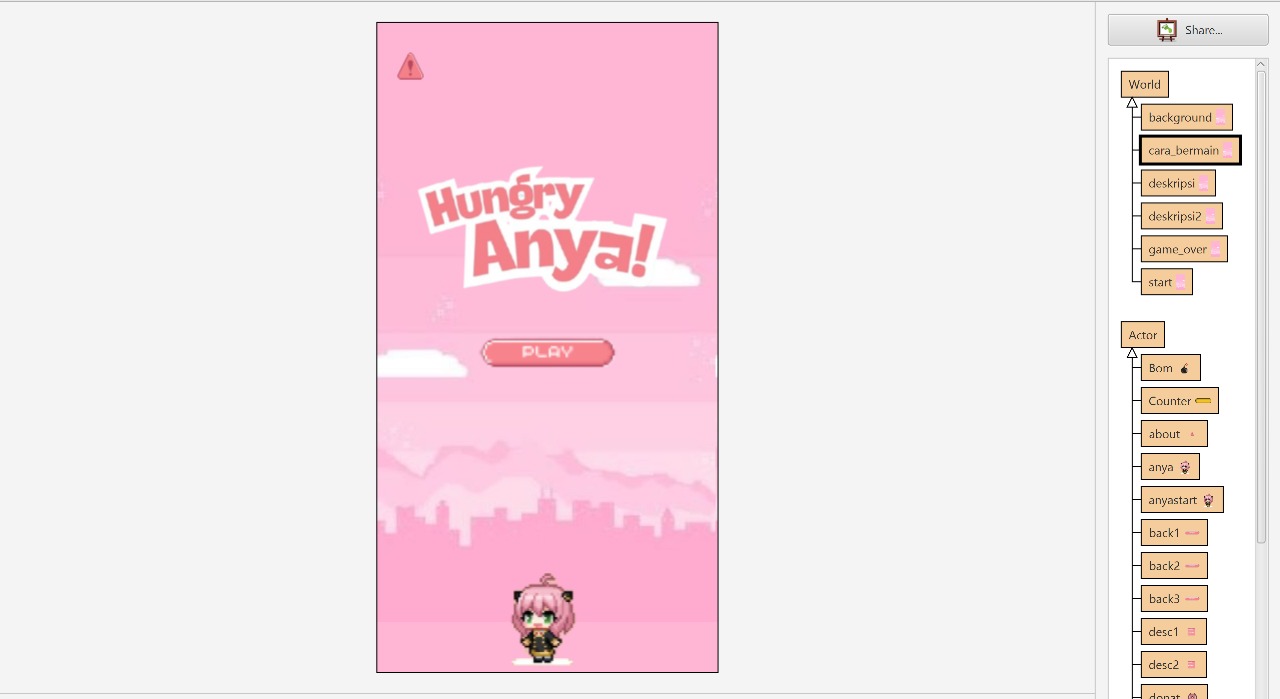 Hungry
Anya!
PLAY
Share...
World
background
cara_bermain
deskripsi
deskripsi2
game_over
start
Actor
Bom
Counter
about
anya
anyastart
back1
back2
back3
desc1
desc2
donat